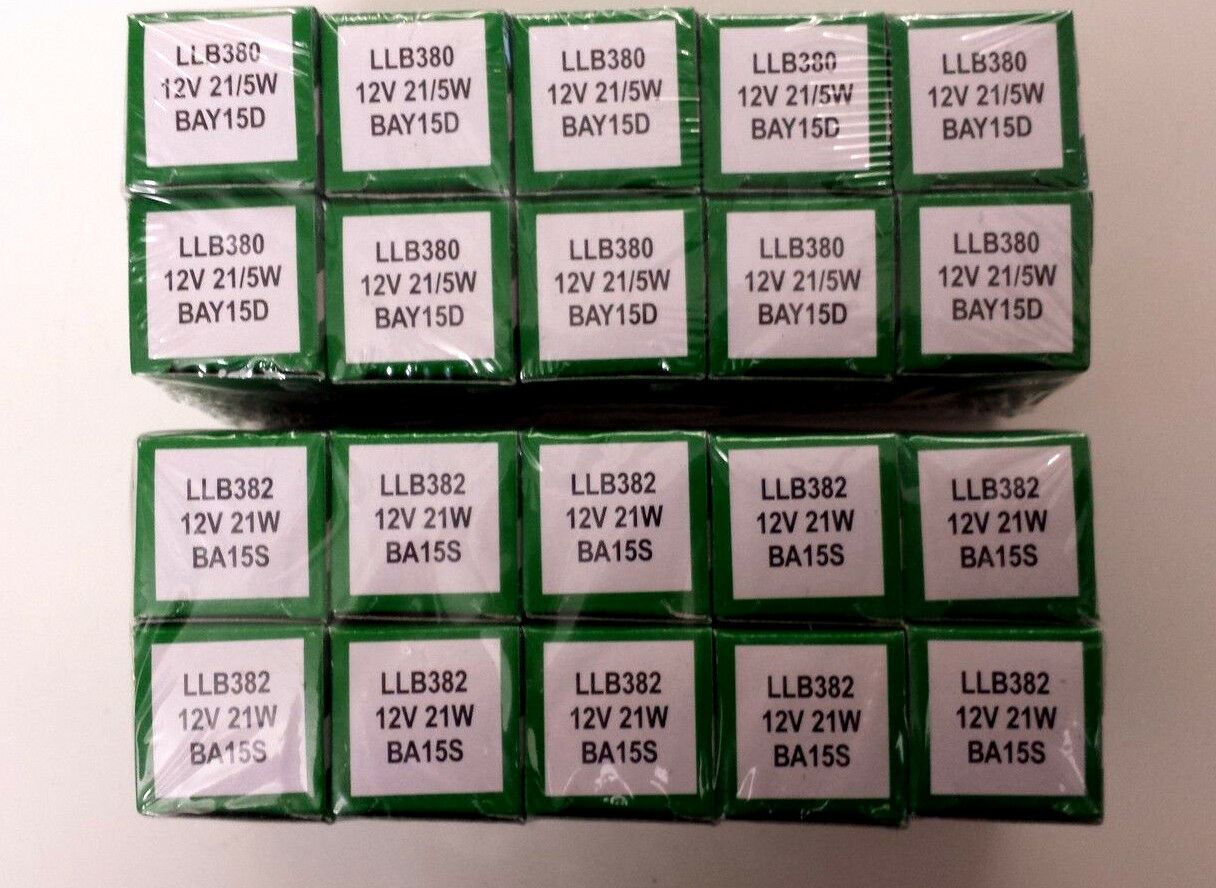 LLB380 LLB380 LLB380 LLB380 LLB380
12V 21/5W 12V 21/5W 12V 21/5W 12V 21/5W 12V 21/5W
BAY15D BAY15D BAY15D BAY15D BAY15D
LLB380 LLB380 LLB380 LLB380 LLB380
12V 21/5W 12V 21/5W 12V 21/5W 12V 21/5W 12V 21/5W
BAY15D BAY15D BAY15D BAY15D BAY15D
LLB382 LLB382 LLB382 LLB382 LLB382
12V 21W 12V 21W 12V 21W 12V 21W 12V 21W
BA15S BA15S BA15S BA15S BA15S
LLB382 LLB382 LLB382 LLB382 LLB382
12V 21W 12V 21W 12V 21W 12V 21W 12V 21W
BA15S BA15S BA15S BA15S BA15S